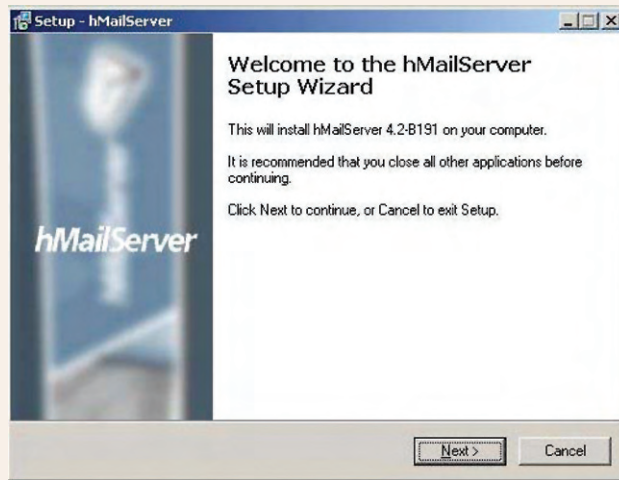 Setup - hMailServer
Welcome to the hMailServer
Setup Wizard
This will install hMailServer 4.2-B191 on your computer.
It is recommended that you close all other applications before
continuing.
Click Next to continue, or Cancel to exit Setup.
hMailServer
Next >
Cancel